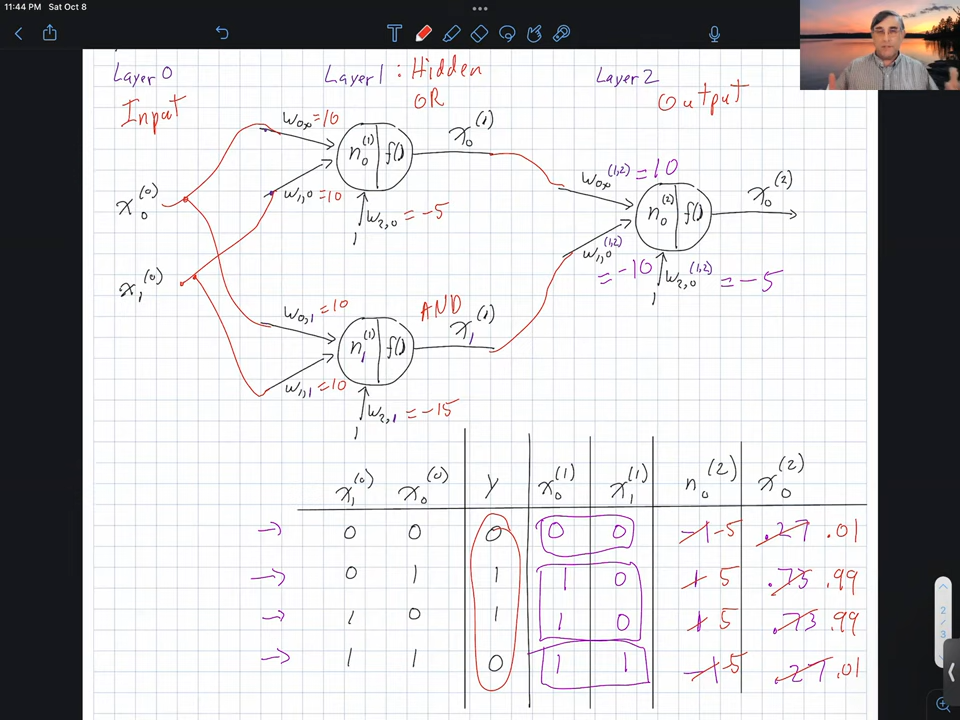 11:44 PM Sat Oct 8
Layer 0
Layer 1 : Hidden
OR
Layer 2
Output
Input
w0,0 =10
n0^(1) f()
x0^(1)
w1,0 =10
w2,0 = -5
1
x0^(0)
x1^(0)
w0,0^(1,2) = 10
n0^(2) f()
x0^(2)
w1,0^(1,2)
= -10
w2,0^(1,2) = -5
1
w0,1 =10
AND
n1^(1) f()
x1^(1)
w1,1 =10
w2,1 = -15
1
x1^(0) x0^(0) y x0^(1) x1^(1) n0^(2) x0^(2)
→ 0 0 0 0 0 -1 -5 .27 .01
→ 0 1 1 1 0 +5 .73 .99
→ 1 0 1 1 0 +5 .73 .99
→ 1 1 0 1 1 -1 -5 .27 .01
2
/
3